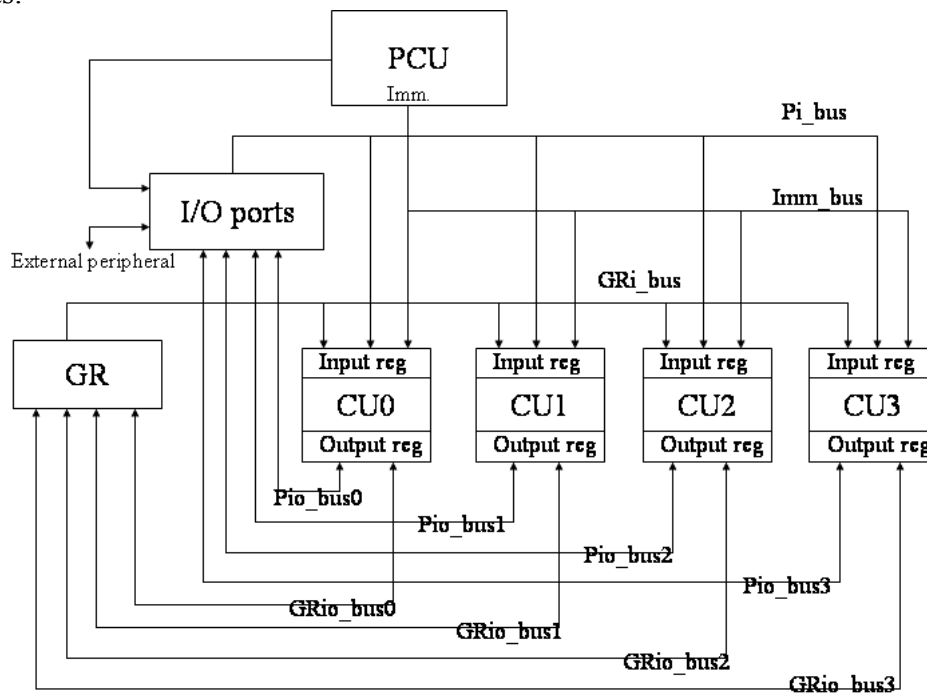 s.
PCU
Imm.
Pi_bus
I/O ports
Imm_bus
External peripheral
GRi_bus
GR
Input reg
Input reg
Input reg
Input reg
CU0
CU1
CU2
CU3
Output reg
Output reg
Output reg
Output reg
Pio_bus0
Pio_bus1
Pio_bus2
Pio_bus3
GRio_bus0
GRio_bus1
GRio_bus2
GRio_bus3